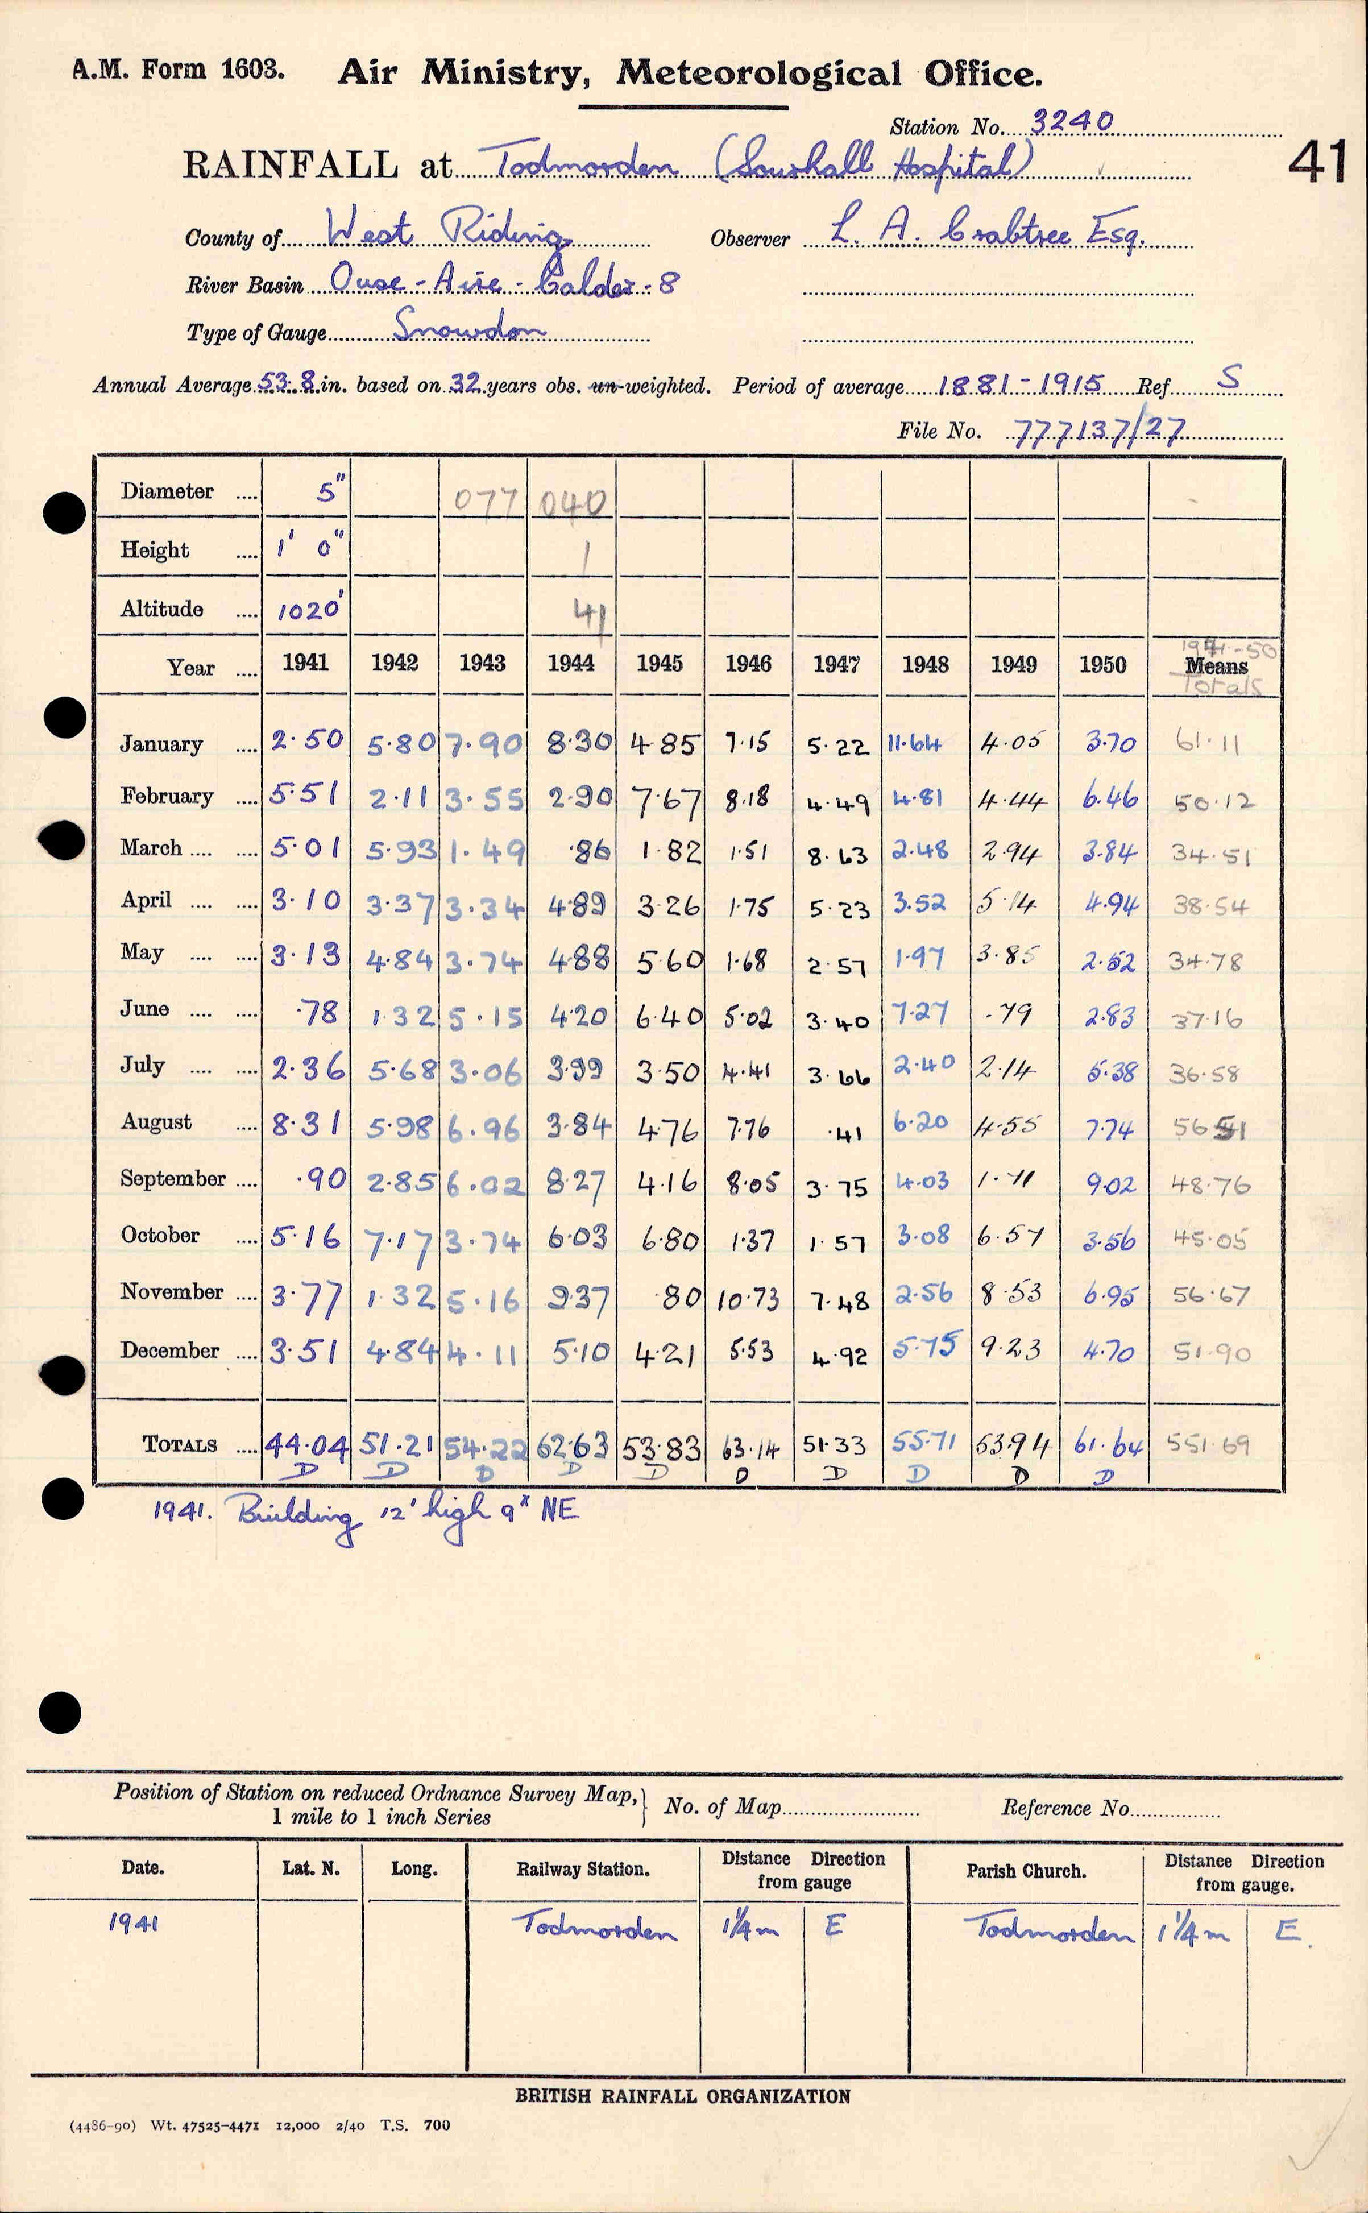 A.M. Form 1603. Air Ministry, Meteorological Office.
Station No. 3240
41
RAINFALL at Todmorden (Sourhall Hospital)
County of West Riding Observer L. A. Crabtree Esq.
River Basin Ouse - Aire - Calder - 8
Type of Gauge Snowdon
Annual Average 53.8 in. based on 32 years obs. un-weighted. Period of average 1881-1915 Ref S
File No. 777137/27
Diameter .... 5" 077 040
Height .... 1' 0" 1
Altitude .... 1020' 41
Year .... 1941 1942 1943 1944 1945 1946 1947 1948 1949 1950 1941-50 Means Totals
January .... 2.50 5.80 7.90 8.30 4.85 7.15 5.22 11.64 4.05 3.70 61.11
February .... 5.51 2.11 3.55 2.90 7.67 8.18 4.49 4.81 4.44 6.46 50.12
March .... .... 5.01 5.93 1.49 .86 1.82 1.51 8.63 2.48 2.94 3.84 34.51
April .... .... 3.10 3.37 3.34 4.89 3.26 1.75 5.23 3.52 5.14 4.94 38.54
May .... .... 3.13 4.84 3.74 4.88 5.60 1.68 2.57 1.97 3.85 2.52 34.78
June .... .... .78 1.32 5.15 4.20 6.40 5.02 3.40 7.27 .79 2.83 37.16
July .... .... 2.36 5.68 3.06 3.99 3.50 4.41 3.66 2.40 2.14 5.38 36.58
August .... 8.31 5.98 6.96 3.84 4.76 7.76 .41 6.20 4.55 7.74 56.51
September .... .90 2.85 6.02 8.27 4.16 8.05 3.75 4.03 1.71 9.02 48.76
October .... 5.16 7.17 3.74 6.03 6.80 1.37 1.57 3.08 6.57 3.56 45.05
November .... 3.77 1.32 5.16 9.37 .80 10.73 7.48 2.56 8.53 6.95 56.67
December .... 3.51 4.84 4.11 5.10 4.21 5.53 4.92 5.75 9.23 4.70 51.90
TOTALS .... 44.04 51.21 54.22 62.63 53.83 63.14 51.33 55.71 53.94 61.64 551.69
D D D D D D D D D D
1941. Building 12' high 9" NE
Position of Station on reduced Ordnance Survey Map, 1 mile to 1 inch Series } No. of Map Reference No.
Date. Lat. N. Long. Railway Station. Distance Direction from gauge Parish Church. Distance Direction from gauge.
1941 Todmorden 1¼ m E Todmorden 1¼ m E.
BRITISH RAINFALL ORGANIZATION
(4486-90) Wt. 47525-4471 12,000 2/40 T.S. 700